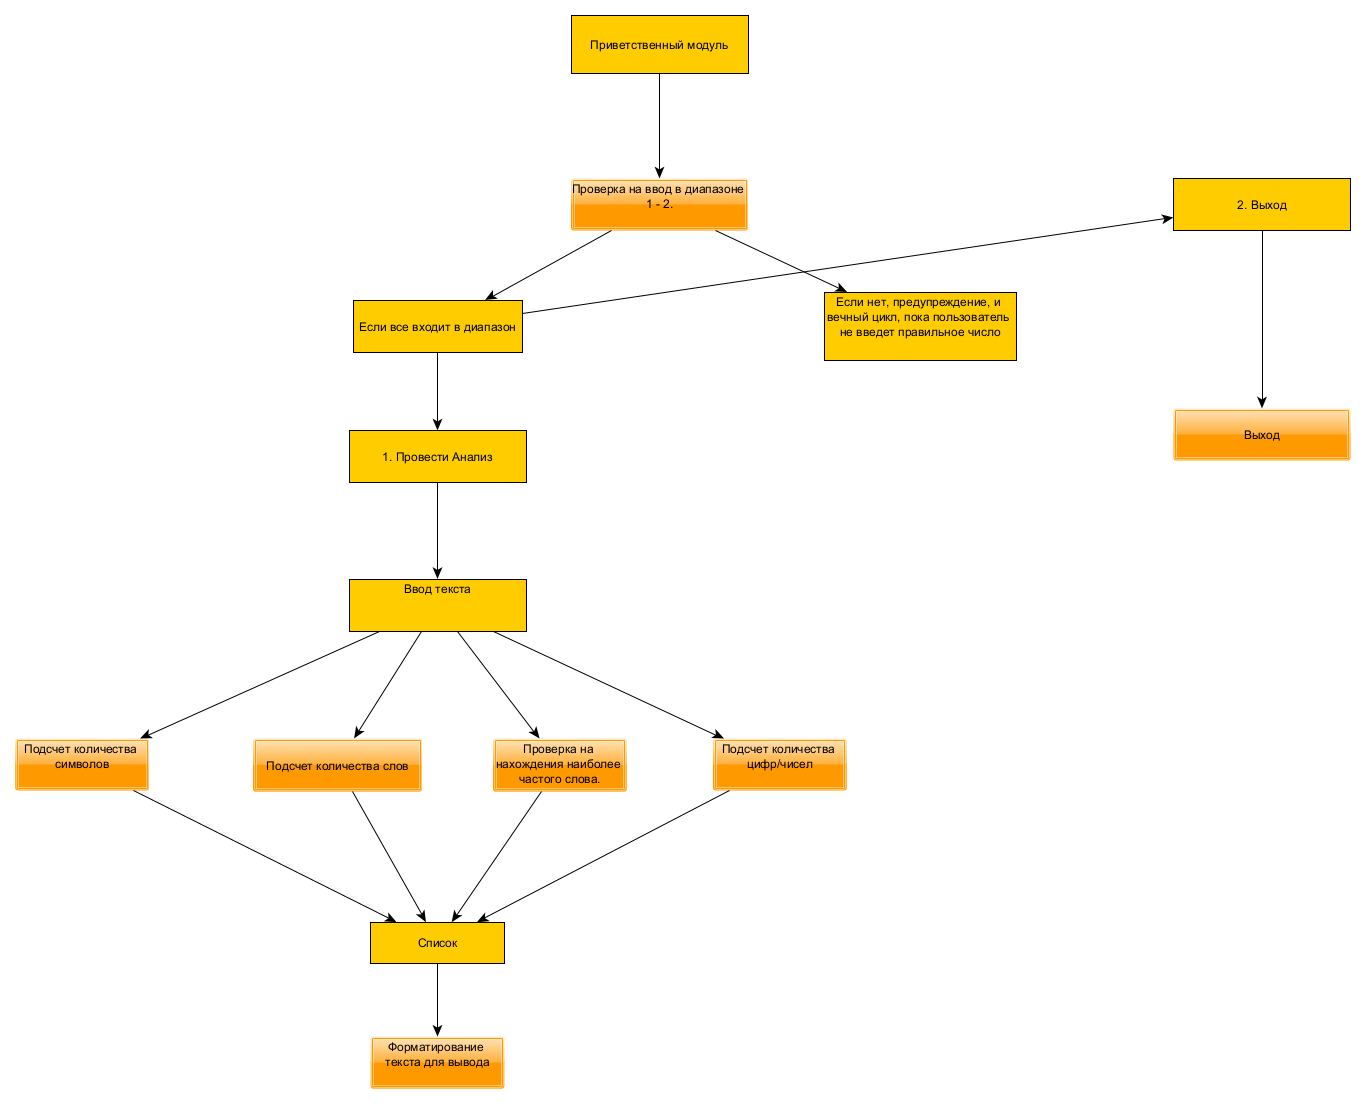 Приветственный модуль
Проверка на ввод в диапазоне
1 - 2.
2. Выход
Если все входит в диапазон
Если нет, предупреждение, и
вечный цикл, пока пользователь
не введет правильное число
Выход
1. Провести Анализ
Ввод текста
Подсчет количества
символов
Подсчет количества слов
Проверка на
нахождения наиболее
частого слова.
Подсчет количества
цифр/чисел
Список
Форматирование
текста для вывода